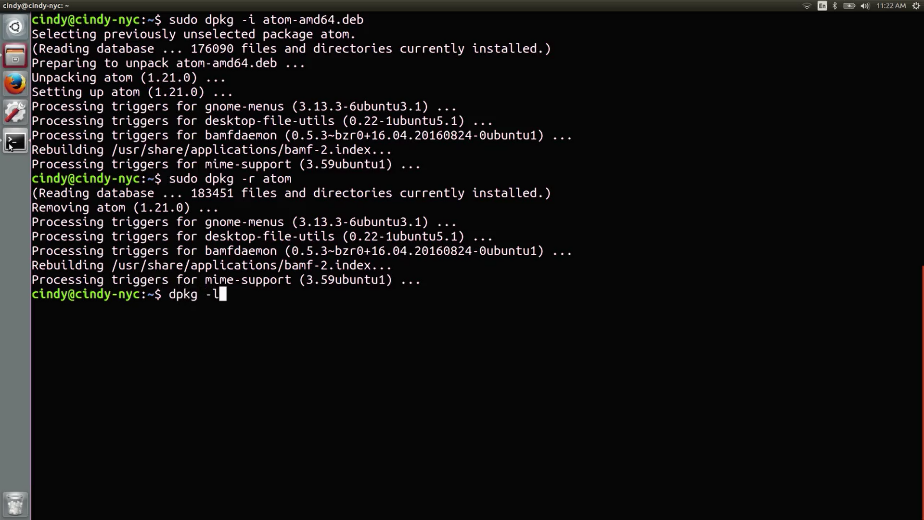 cindy@cindy-nyc: ~
En
11:22 AM
cindy@cindy-nyc:~$ sudo dpkg -i atom-amd64.deb
Selecting previously unselected package atom.
(Reading database ... 176090 files and directories currently installed.)
Preparing to unpack atom-amd64.deb ...
Unpacking atom (1.21.0) ...
Setting up atom (1.21.0) ...
Processing triggers for gnome-menus (3.13.3-6ubuntu3.1) ...
Processing triggers for desktop-file-utils (0.22-1ubuntu5.1) ...
Processing triggers for bamfdaemon (0.5.3~bzr0+16.04.20160824-0ubuntu1) ...
Rebuilding /usr/share/applications/bamf-2.index...
Processing triggers for mime-support (3.59ubuntu1) ...
cindy@cindy-nyc:~$ sudo dpkg -r atom
(Reading database ... 183451 files and directories currently installed.)
Removing atom (1.21.0) ...
Processing triggers for gnome-menus (3.13.3-6ubuntu3.1) ...
Processing triggers for desktop-file-utils (0.22-1ubuntu5.1) ...
Processing triggers for bamfdaemon (0.5.3~bzr0+16.04.20160824-0ubuntu1) ...
Rebuilding /usr/share/applications/bamf-2.index...
Processing triggers for mime-support (3.59ubuntu1) ...
cindy@cindy-nyc:~$ dpkg -l